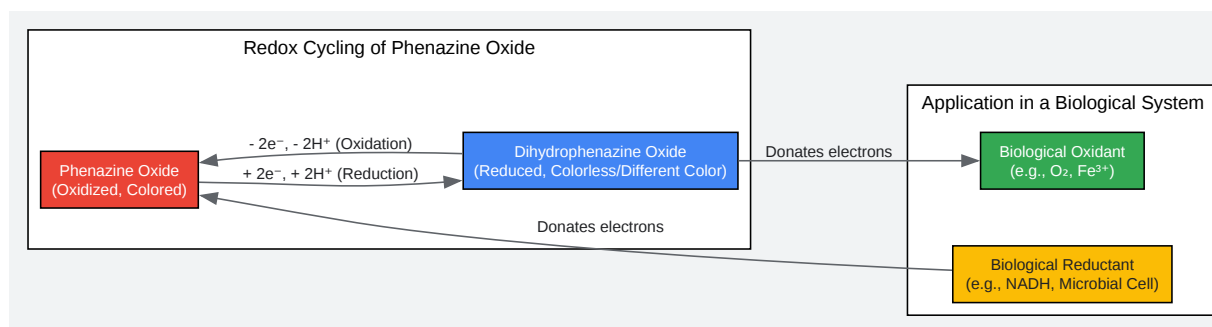 Redox Cycling of Phenazine Oxide
Application in a Biological System
- 2e⁻, - 2H⁺ (Oxidation)
Phenazine Oxide
(Oxidized, Colored)
+ 2e⁻, + 2H⁺ (Reduction)
Dihydrophenazine Oxide
(Reduced, Colorless/Different Color)
Donates electrons
Biological Oxidant
(e.g., O₂, Fe³⁺)
Donates electrons
Biological Reductant
(e.g., NADH, Microbial Cell)